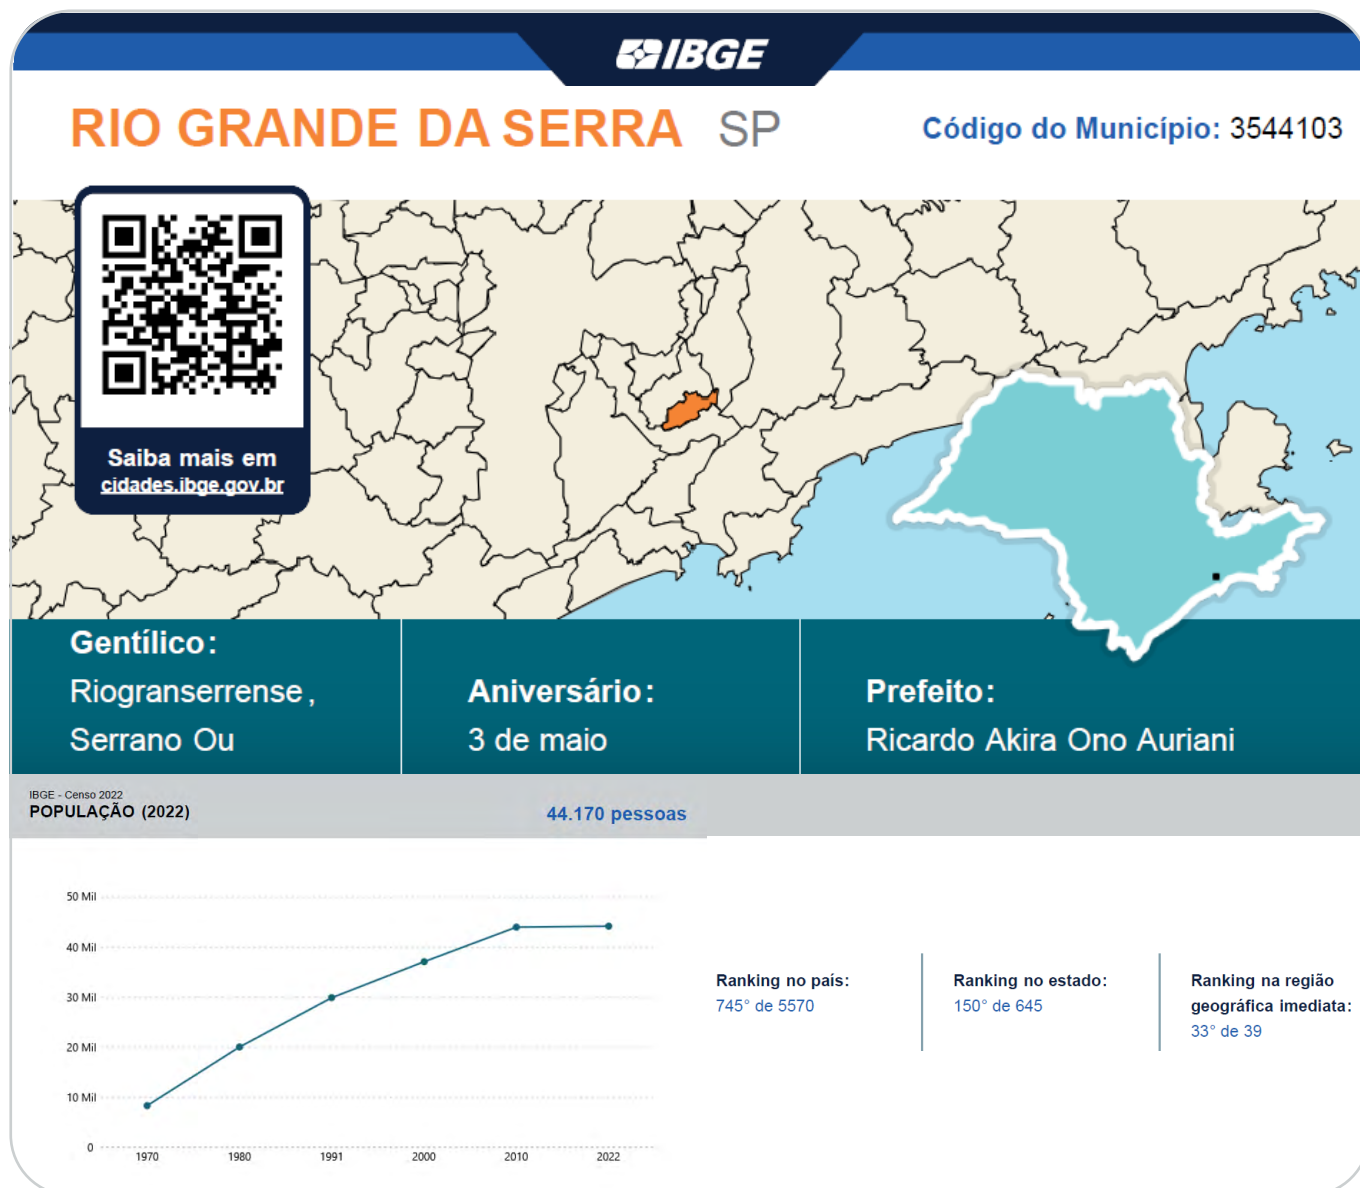 IBGE
RIO GRANDE DA SERRA SP
Código do Município: 3544103
Saiba mais em
cidades.ibge.gov.br
Gentílico:
Riogranserrense,
Serrano Ou
Aniversário:
3 de maio
Prefeito:
Ricardo Akira Ono Auriani
IBGE - Censo 2022
POPULAÇÃO (2022)
44.170 pessoas
50 Mil
40 Mil
30 Mil
20 Mil
10 Mil
0
1970 1980 1991 2000 2010 2022
Ranking no país:
745° de 5570
Ranking no estado:
150° de 645
Ranking na região
geográfica imediata:
33° de 39